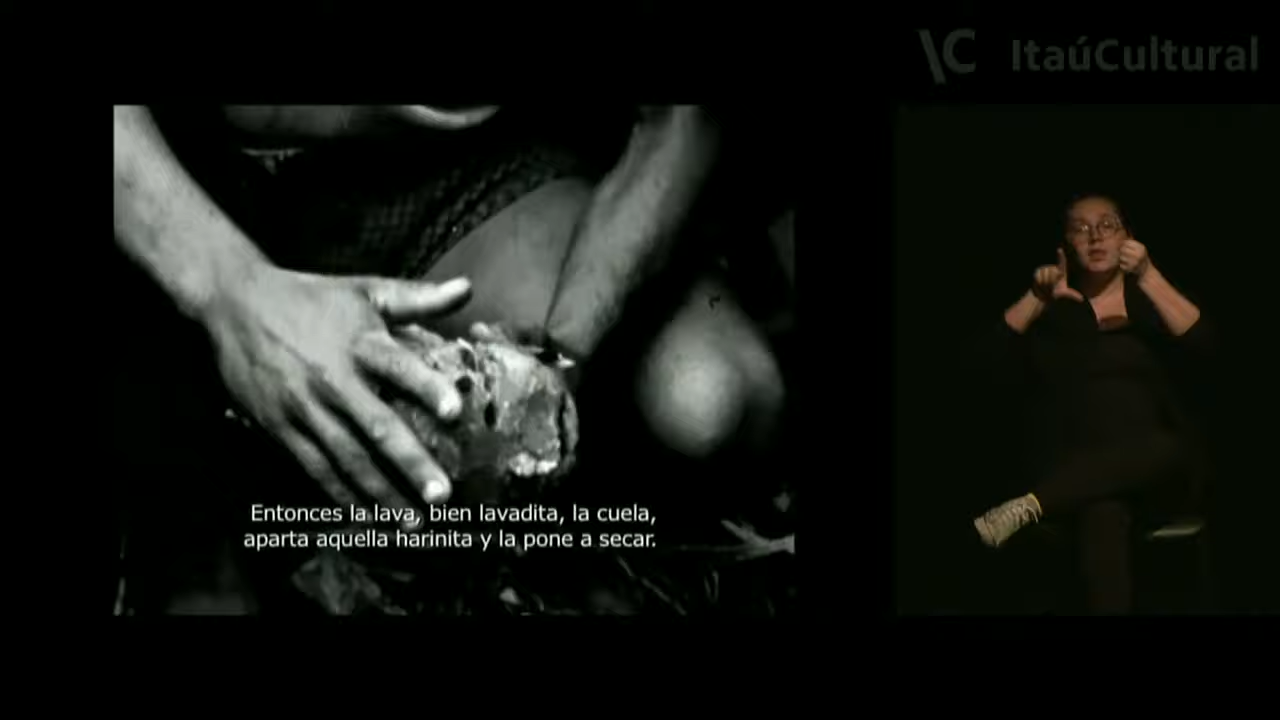 \C ItaúCultural
Entonces la lava, bien lavadita, la cuela,
aparta aquella harinita y la pone a secar.